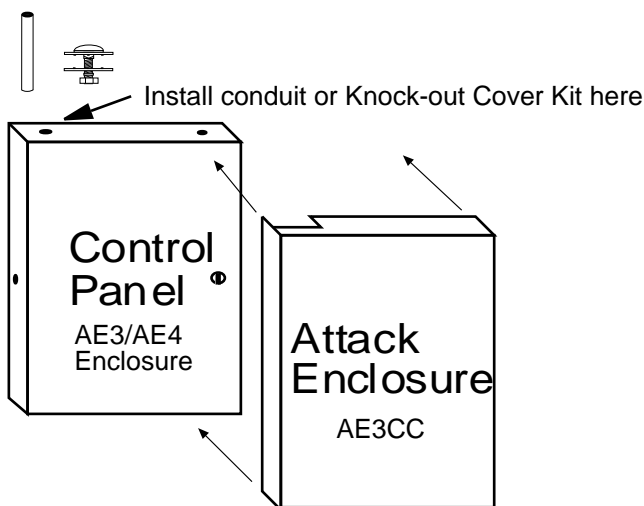 Install conduit or Knock-out Cover Kit here
Control
Panel
AE3/AE4
Enclosure
Attack
Enclosure
AE3CC